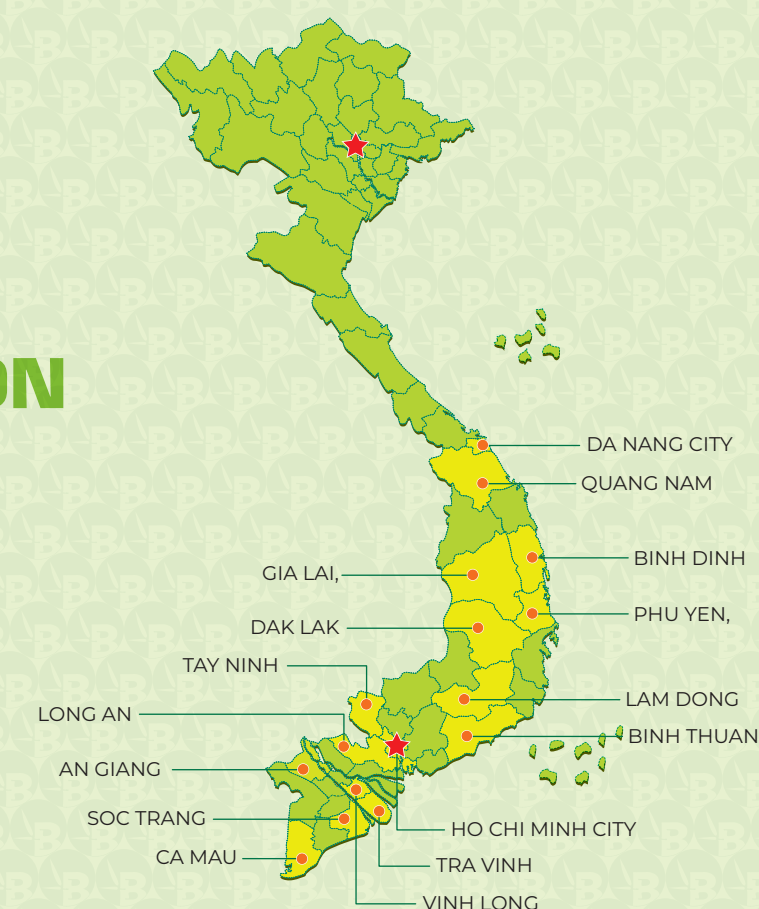 ON
DA NANG CITY
QUANG NAM
BINH DINH
GIA LAI,
PHU YEN,
DAK LAK
TAY NINH
LAM DONG
LONG AN
BINH THUAN
AN GIANG
SOC TRANG
HO CHI MINH CITY
CA MAU
TRA VINH
VINH LONG